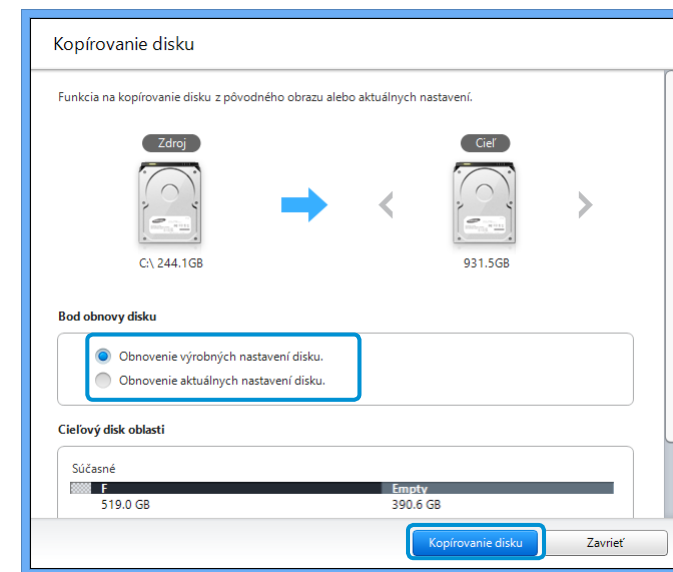 Kopírovanie disku
Funkcia na kopírovanie disku z pôvodného obrazu alebo aktuálnych nastavení.
Zdroj
Cieľ
C:\ 244.1GB
931.5GB
Bod obnovy disku
Obnovenie výrobných nastavení disku.
Obnovenie aktuálnych nastavení disku.
Cieľový disk oblasti
Súčasné
F
Empty
519.0 GB
390.6 GB
Kopírovanie disku
Zavrieť